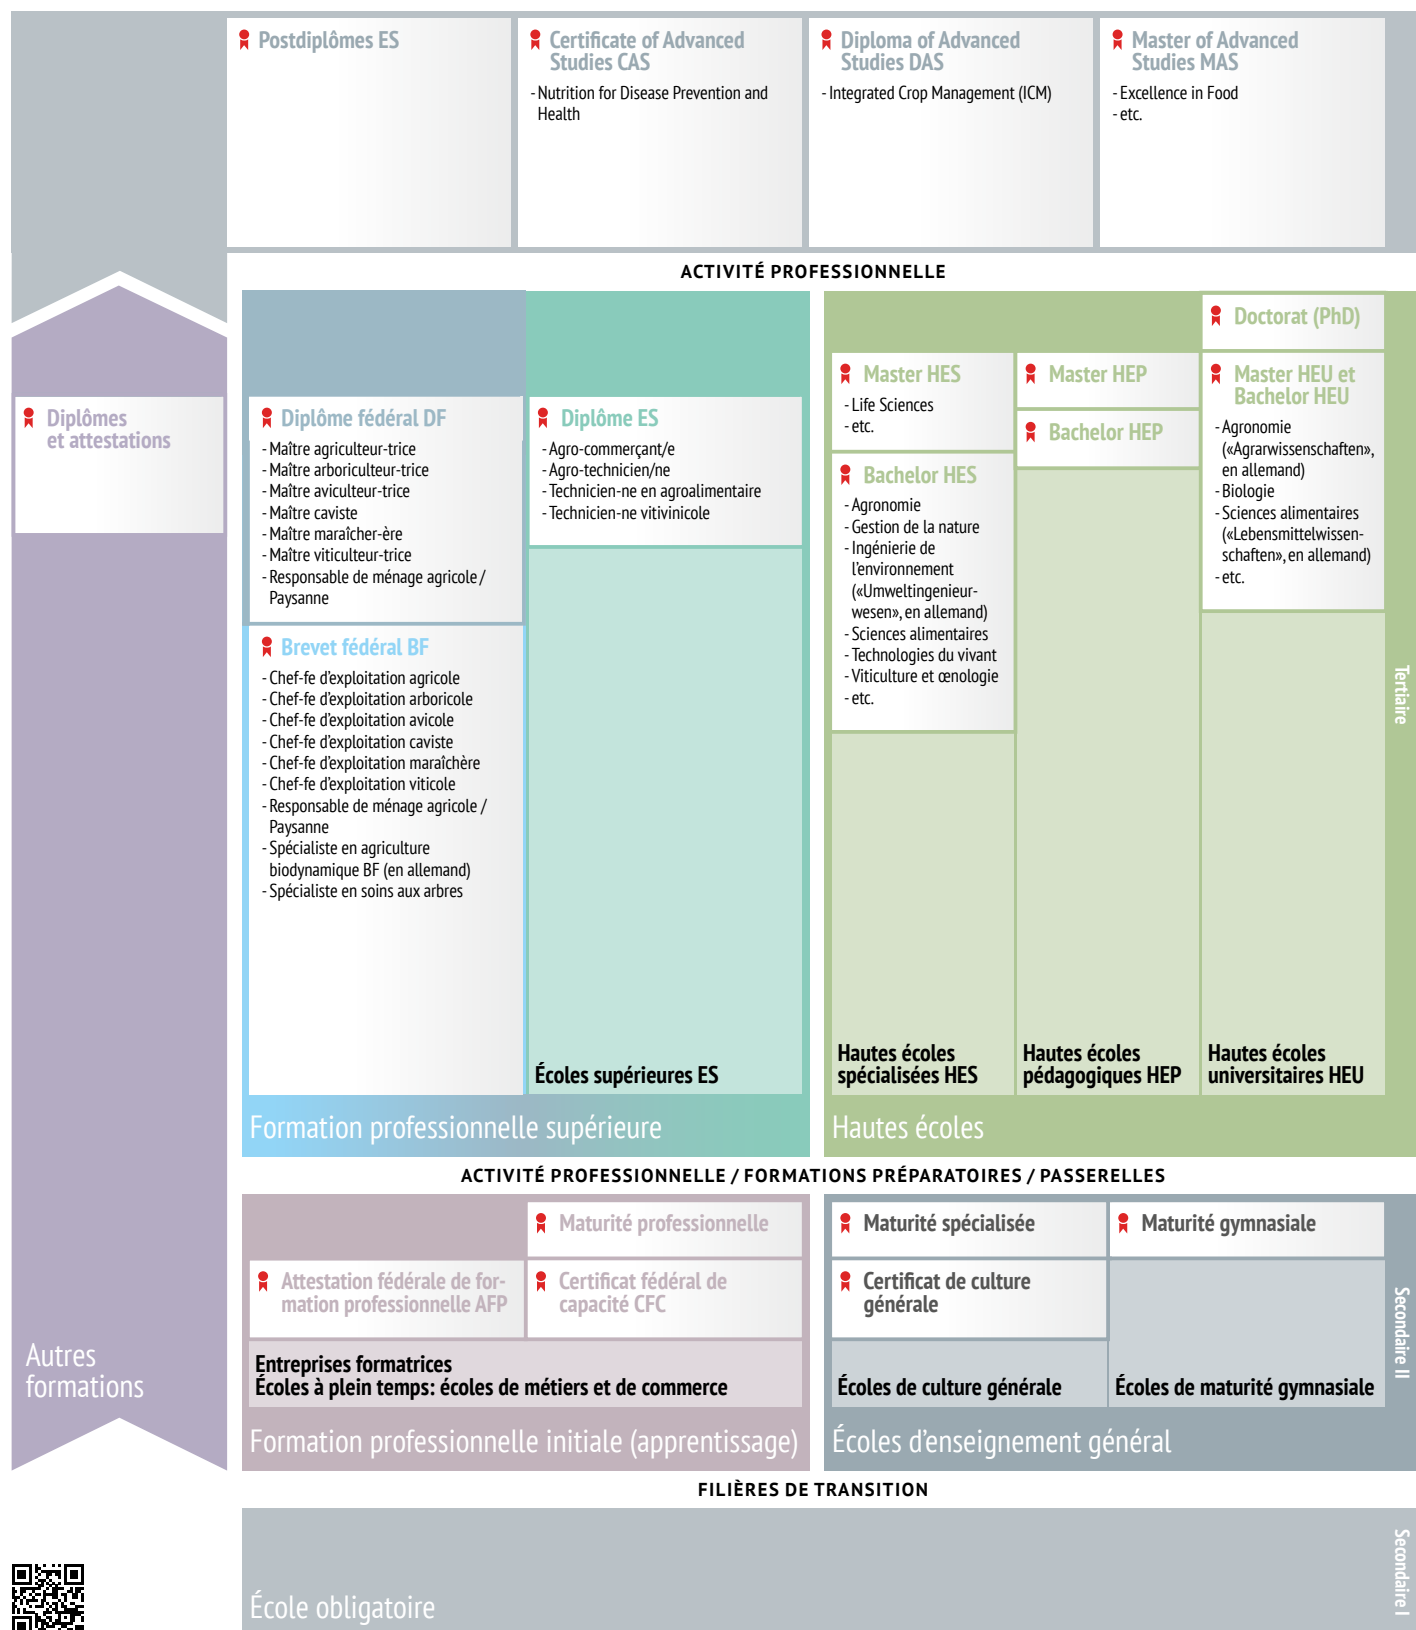 Postdiplômes ES
Certificate of Advanced
Studies CAS
- Nutrition for Disease Prevention and
Health
Diploma of Advanced
Studies DAS
- Integrated Crop Management (ICM)
Master of Advanced
Studies MAS
- Excellence in Food
- etc.
ACTIVITÉ PROFESSIONNELLE
Diplômes
et attestations
Autres
formations
Diplôme fédéral DF
- Maître agriculteur-trice
- Maître arboriculteur-trice
- Maître aviculteur-trice
- Maître caviste
- Maître maraîcher-ère
- Maître viticulteur-trice
- Responsable de ménage agricole /
Paysanne
Brevet fédéral BF
- Chef-fe d’exploitation agricole
- Chef-fe d’exploitation arboricole
- Chef-fe d’exploitation avicole
- Chef-fe d’exploitation caviste
- Chef-fe d’exploitation maraîchère
- Chef-fe d’exploitation viticole
- Responsable de ménage agricole /
Paysanne
- Spécialiste en agriculture
biodynamique BF (en allemand)
- Spécialiste en soins aux arbres
Diplôme ES
- Agro-commerçant/e
- Agro-technicien/ne
- Technicien-ne en agroalimentaire
- Technicien-ne vitivinicole
Écoles supérieures ES
Formation professionnelle supérieure
Master HES
- Life Sciences
- etc.
Bachelor HES
- Agronomie
- Gestion de la nature
- Ingénierie de
l’environnement
(«Umweltingenieur-
wesen», en allemand)
- Sciences alimentaires
- Technologies du vivant
- Viticulture et œnologie
- etc.
Hautes écoles
spécialisées HES
Master HEP
Bachelor HEP
Hautes écoles
pédagogiques HEP
Doctorat (PhD)
Master HEU et
Bachelor HEU
- Agronomie
(«Agrarwissenschaften»,
en allemand)
- Biologie
- Sciences alimentaires
(«Lebensmittelwissen-
schaften», en allemand)
- etc.
Hautes écoles
universitaires HEU
Hautes écoles
Tertiaire
ACTIVITÉ PROFESSIONNELLE / FORMATIONS PRÉPARATOIRES / PASSERELLES
Maturité professionnelle
Attestation fédérale de for-
mation professionnelle AFP
Certificat fédéral de
capacité CFC
Entreprises formatrices
Écoles à plein temps: écoles de métiers et de commerce
Formation professionnelle initiale (apprentissage)
Maturité spécialisée
Certificat de culture
générale
Écoles de culture générale
Maturité gymnasiale
Écoles de maturité gymnasiale
Écoles d’enseignement général
Secondaire II
FILIÈRES DE TRANSITION
École obligatoire
Secondaire I